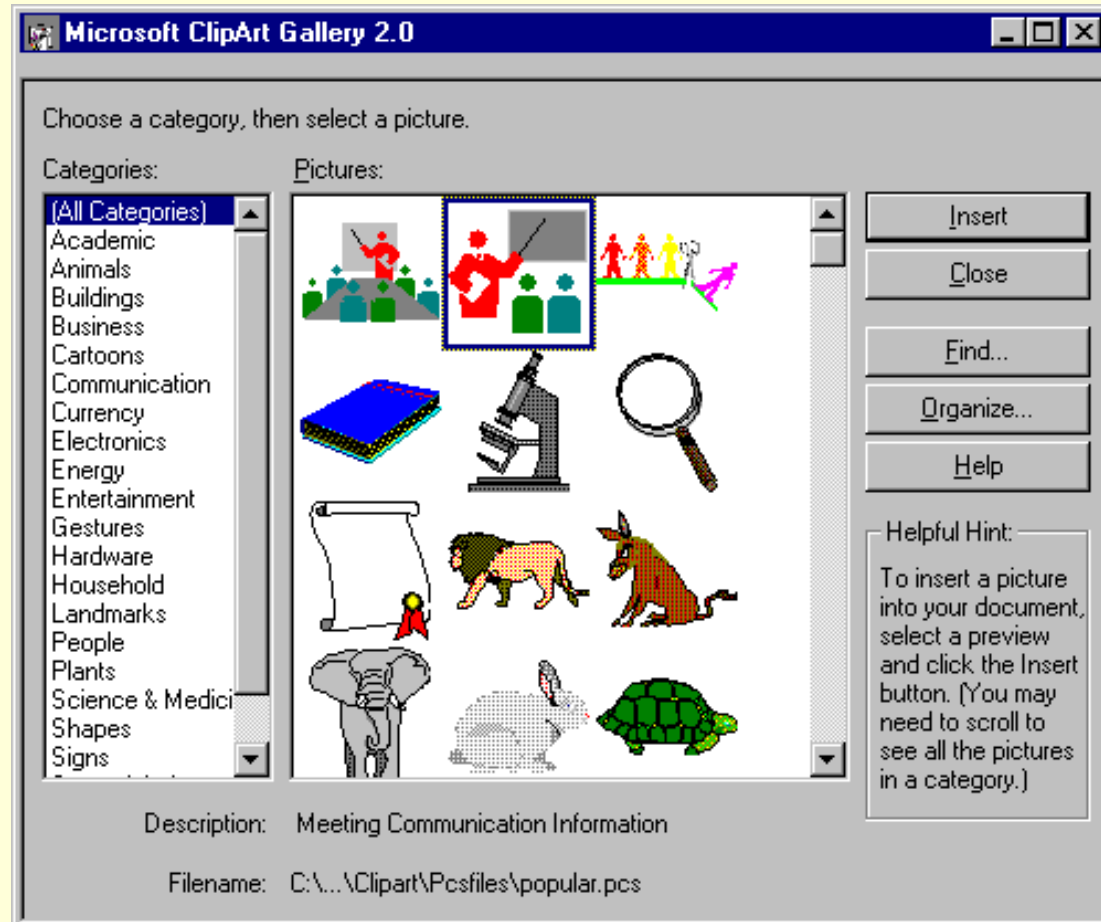 Microsoft ClipArt Gallery 2.0
Choose a category, then select a picture.
Categories:
Pictures:
(All Categories)
Academic
Animals
Buildings
Business
Cartoons
Communication
Currency
Electronics
Energy
Entertainment
Gestures
Hardware
Household
Landmarks
People
Plants
Science & Medici
Shapes
Signs
Insert
Close
Find...
Organize...
Help
Helpful Hint:
To insert a picture
into your document,
select a preview
and click the Insert
button. (You may
need to scroll to
see all the pictures
in a category.)
Description: Meeting Communication Information
Filename: C:\...\Clipart\Pcsfiles\popular.pcs